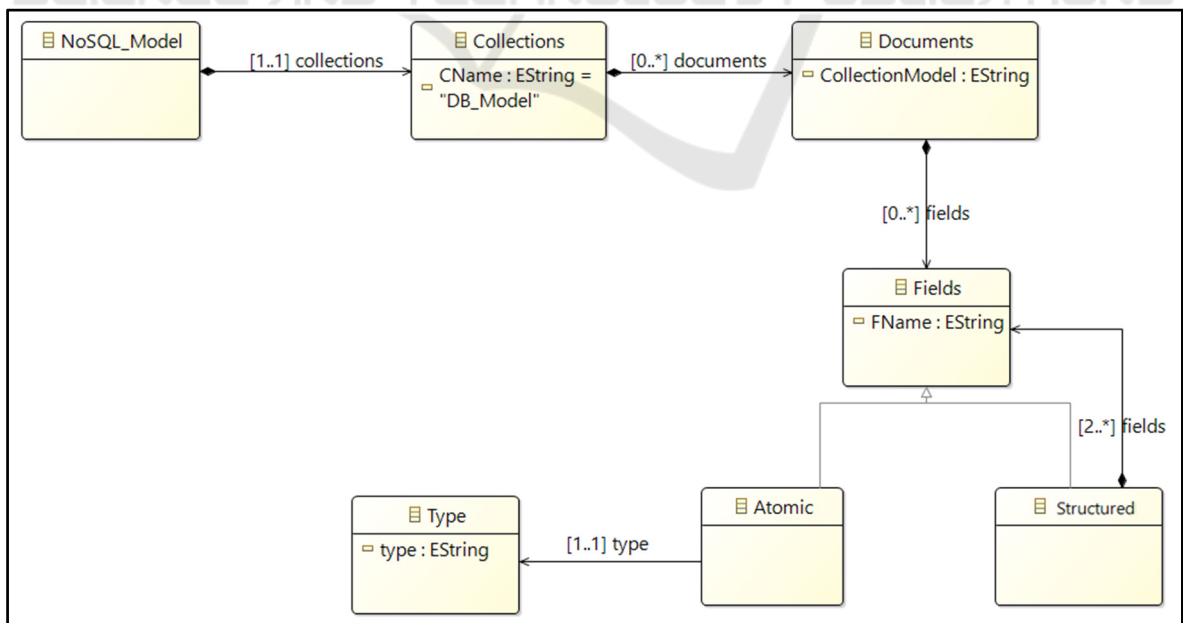 NoSQL_Model
[1..1] collections
Collections
CName : EString =
"DB_Model"
[0..*] documents
Documents
CollectionModel : EString
[0..*] fields
Fields
FName : EString
[2..*] fields
Type
type : EString
[1..1] type
Atomic
Structured